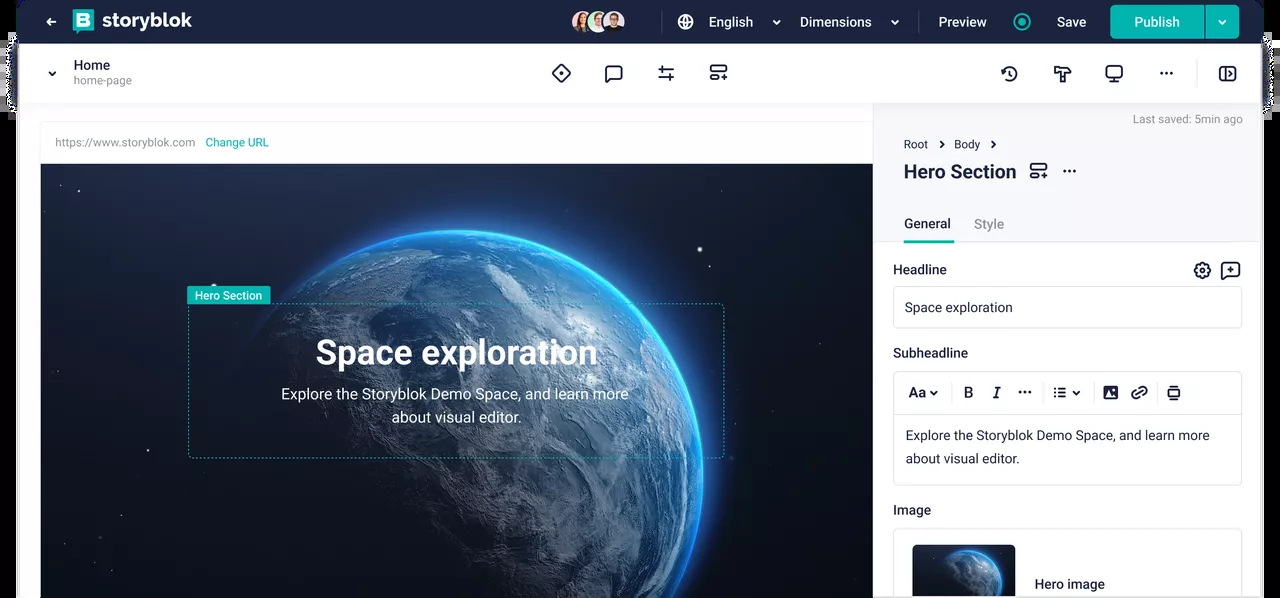 storyblok
English
Dimensions
Preview
Save
Publish
Home
home-page
Last saved: 5min ago
https://www.storyblok.com Change URL
Root
Body
Hero Section
General
Style
Hero Section
Space exploration
Explore the Storyblok Demo Space, and learn more
about visual editor.
Headline
Space exploration
Subheadline
Aa
B
I
Explore the Storyblok Demo Space, and learn more
about visual editor.
Image
Hero image